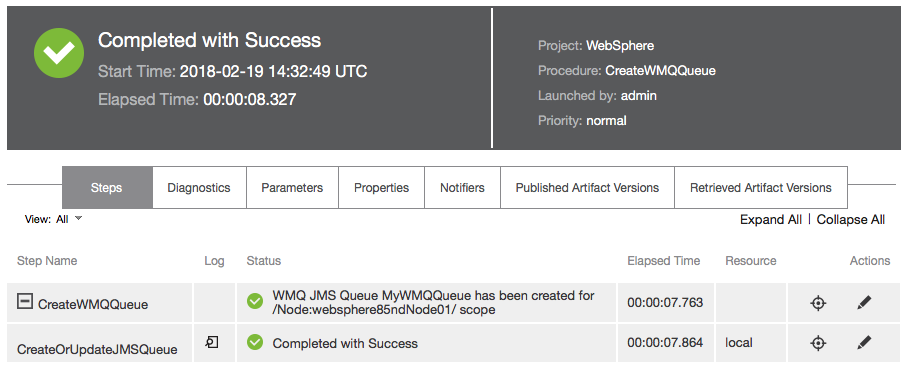 Completed with Success
Start Time: 2018-02-19 14:32:49 UTC
Elapsed Time: 00:00:08.327
Project: WebSphere
Procedure: CreateWMQQueue
Launched by: admin
Priority: normal
Steps Diagnostics Parameters Properties Notifiers Published Artifact Versions Retrieved Artifact Versions
View: All Expand All | Collapse All
Step Name Log Status Elapsed Time Resource Actions
WMQ JMS Queue MyWMQQueue has been created for
CreateWMQQueue 00:00:07.763
/Node:websphere85ndNode01/ scope
CreateOrUpdateJMSQueue Completed with Success 00:00:07.864 local